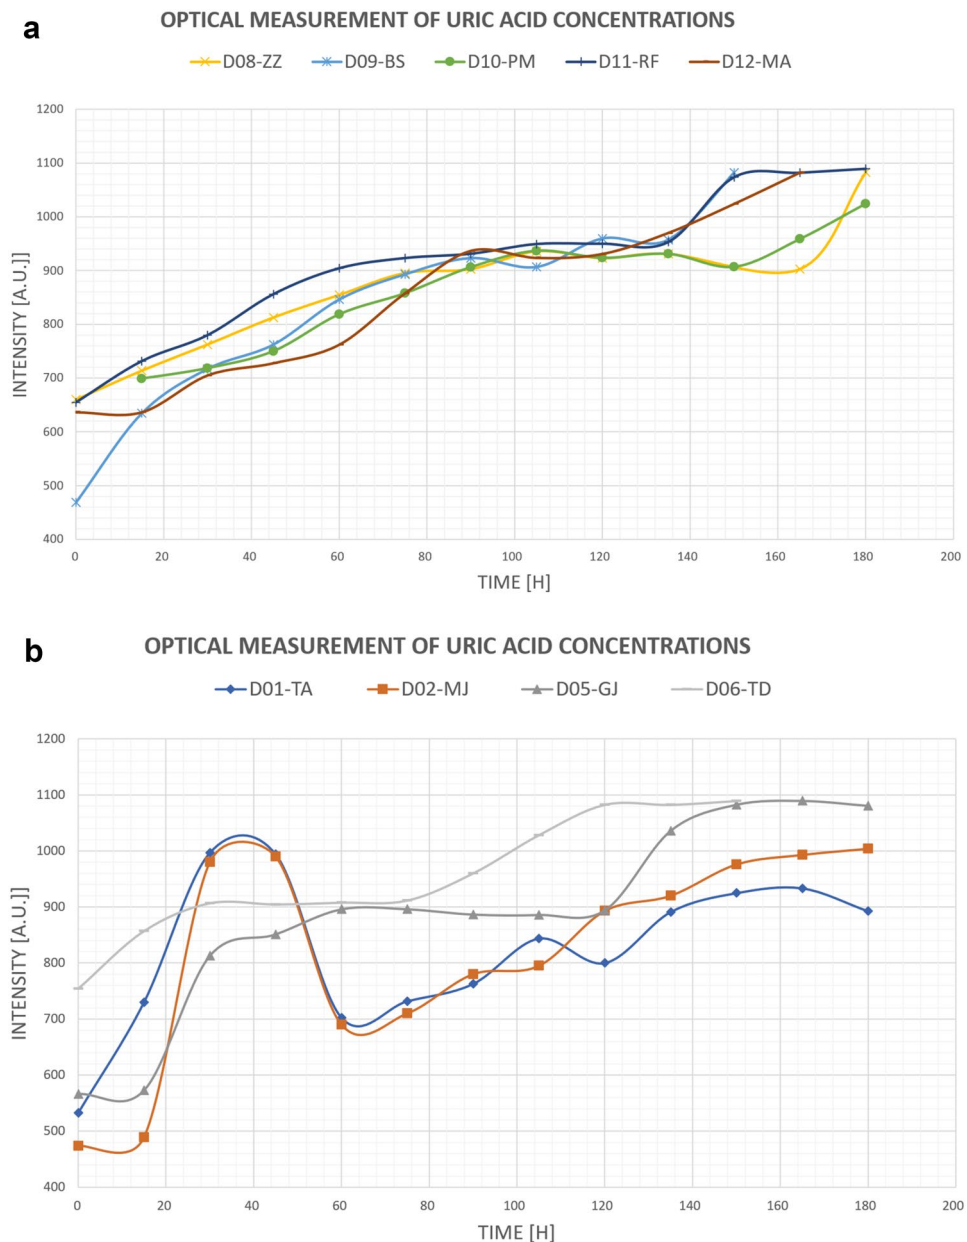 a
OPTICAL MEASUREMENT OF URIC ACID CONCENTRATIONS
D08-ZZ D09-BS D10-PM D11-RF D12-MA
INTENSITY [A.U.]]
1200
1100
1000
900
800
700
600
500
400
0 20 40 60 80 100 120 140 160 180 200
TIME [H]
b
OPTICAL MEASUREMENT OF URIC ACID CONCENTRATIONS
D01-TA D02-MJ D05-GJ D06-TD
INTENSITY [A.U.]]
1200
1100
1000
900
800
700
600
500
400
0 20 40 60 80 100 120 140 160 180 200
TIME [H]